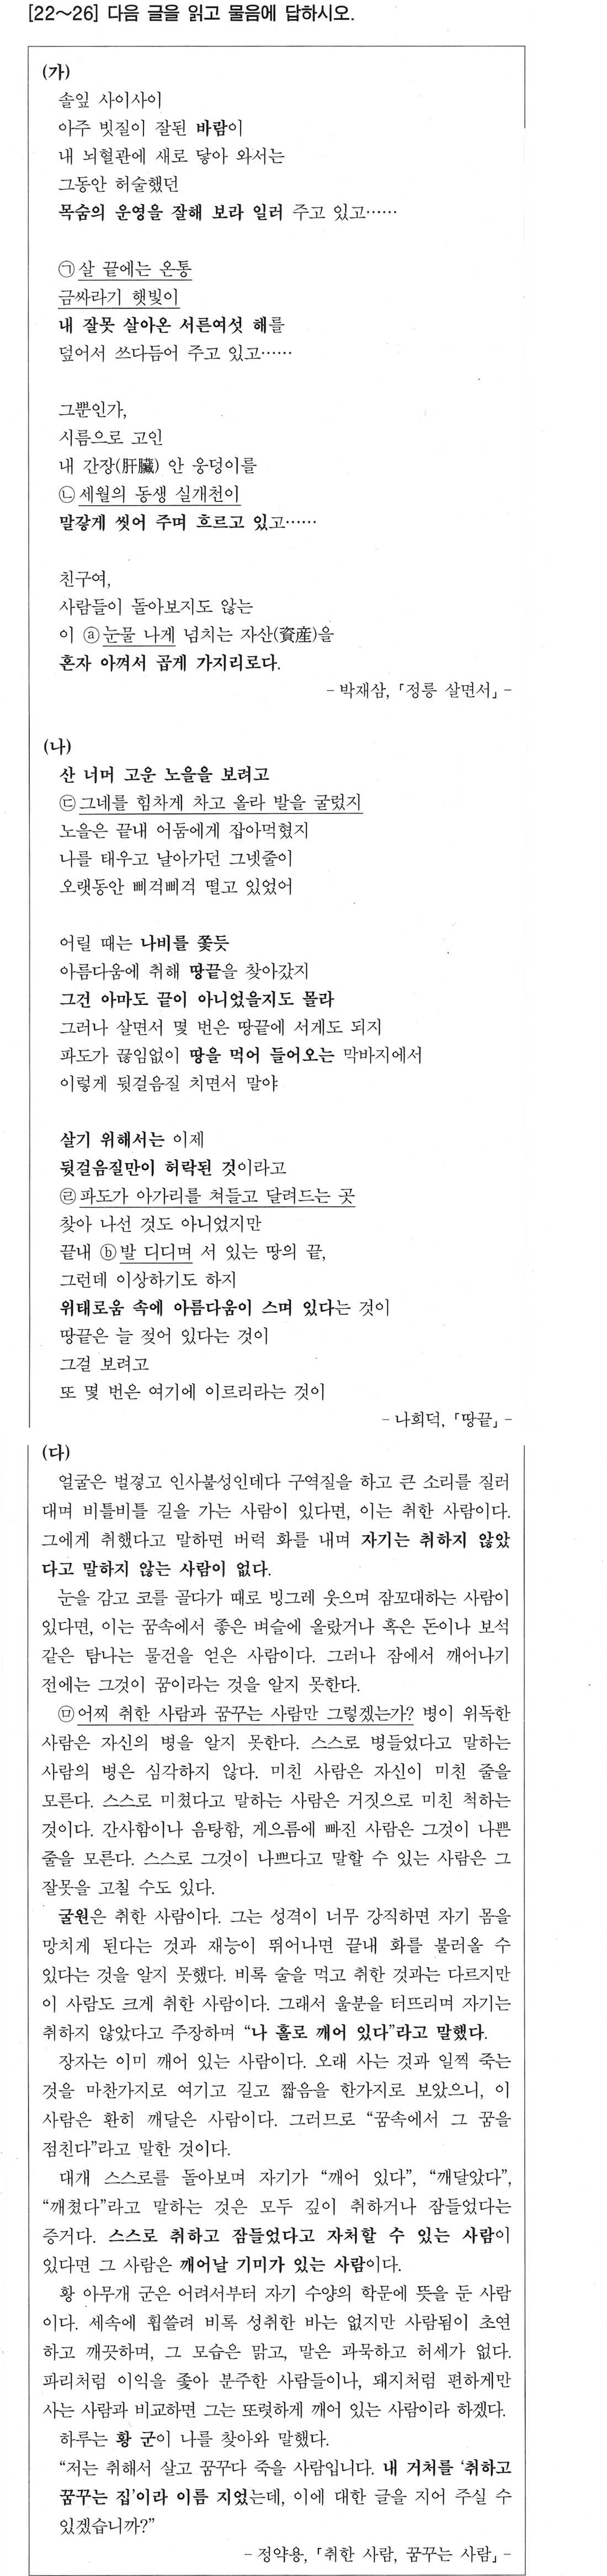 [22～26] 다음 글을 읽고 물음에 답하시오.
(가)
솔잎 사이사이
아주 빗질이 잘된 바람이
내 뇌혈관에 새로 닿아 와서는
그동안 허술했던
목숨의 운영을 잘해 보라 일러 주고 있고……
㉠살 끝에는 온통
금싸라기 햇빛이
내 잘못 살아온 서른여섯 해를
덮어서 쓰다듬어 주고 있고……
그뿐인가,
시름으로 고인
내 간장(肝臟) 안 웅덩이를
㉡세월의 동생 실개천이
말갛게 씻어 주며 흐르고 있고……
친구여,
사람들이 돌아보지도 않는
이 ⓐ눈물 나게 넘치는 자산(資産)을
혼자 아껴서 곱게 가지리로다.
- 박재삼, ｢정릉 살면서｣ -
(나)
산 너머 고운 노을을 보려고
㉢그네를 힘차게 차고 올라 발을 굴렀지
노을은 끝내 어둠에게 잡아먹혔지
나를 태우고 날아가던 그넷줄이
오랫동안 삐걱삐걱 떨고 있었어
어릴 때는 나비를 쫓듯
아름다움에 취해 땅끝을 찾아갔지
그건 아마도 끝이 아니었을지도 몰라
그러나 살면서 몇 번은 땅끝에 서게도 되지
파도가 끊임없이 땅을 먹어 들어오는 막바지에서
이렇게 뒷걸음질 치면서 말야
살기 위해서는 이제
뒷걸음질만이 허락된 것이라고
㉣파도가 아가리를 쳐들고 달려드는 곳
찾아 나선 것도 아니었지만
끝내 ⓑ발 디디며 서 있는 땅의 끝,
그런데 이상하기도 하지
위태로움 속에 아름다움이 스며 있다는 것이
땅끝은 늘 젖어 있다는 것이
그걸 보려고
또 몇 번은 여기에 이르리라는 것이
- 나희덕, ｢땅끝｣ -
(다)
얼굴은 벌겋고 인사불성인데다 구역질을 하고 큰 소리를 질러
대며 비틀비틀 길을 가는 사람이 있다면, 이는 취한 사람이다.
그에게 취했다고 말하면 버럭 화를 내며 자기는 취하지 않았
다고 말하지 않는 사람이 없다.
눈을 감고 코를 골다가 때로 빙그레 웃으며 잠꼬대하는 사람이
있다면, 이는 꿈속에서 좋은 벼슬에 올랐거나 혹은 돈이나 보석
같은 탐나는 물건을 얻은 사람이다. 그러나 잠에서 깨어나기
전에는 그것이 꿈이라는 것을 알지 못한다.
㉤어찌 취한 사람과 꿈꾸는 사람만 그렇겠는가? 병이 위독한
사람은 자신의 병을 알지 못한다. 스스로 병들었다고 말하는
사람의 병은 심각하지 않다. 미친 사람은 자신이 미친 줄을
모른다. 스스로 미쳤다고 말하는 사람은 거짓으로 미친 척하는
것이다. 간사함이나 음탕함, 게으름에 빠진 사람은 그것이 나쁜
줄을 모른다. 스스로 그것이 나쁘다고 말할 수 있는 사람은 그
잘못을 고칠 수도 있다.
굴원은 취한 사람이다. 그는 성격이 너무 강직하면 자기 몸을
망치게 된다는 것과 재능이 뛰어나면 끝내 화를 불러올 수
있다는 것을 알지 못했다. 비록 술을 먹고 취한 것과는 다르지만
이 사람도 크게 취한 사람이다. 그래서 울분을 터뜨리며 자기는
취하지 않았다고 주장하며 “나 홀로 깨어 있다”라고 말했다.
장자는 이미 깨어 있는 사람이다. 오래 사는 것과 일찍 죽는
것을 마찬가지로 여기고 길고 짧음을 한가지로 보았으니, 이
사람은 환히 깨달은 사람이다. 그러므로 “꿈속에서 그 꿈을
점친다”라고 말한 것이다.
대개 스스로를 돌아보며 자기가 “깨어 있다”, “깨달았다”,
“깨쳤다”라고 말하는 것은 모두 깊이 취하거나 잠들었다는
증거다. 스스로 취하고 잠들었다고 자처할 수 있는 사람이
있다면 그 사람은 깨어날 기미가 있는 사람이다.
황 아무개 군은 어려서부터 자기 수양의 학문에 뜻을 둔 사람
이다. 세속에 휩쓸려 비록 성취한 바는 없지만 사람됨이 초연
하고 깨끗하며, 그 모습은 맑고, 말은 과묵하고 허세가 없다.
파리처럼 이익을 좇아 분주한 사람들이나, 돼지처럼 편하게만
사는 사람과 비교하면 그는 또렷하게 깨어 있는 사람이라 하겠다.
하루는 황 군이 나를 찾아와 말했다.
“저는 취해서 살고 꿈꾸다 죽을 사람입니다. 내 거처를 ‘취하고
꿈꾸는 집’이라 이름 지었는데, 이에 대한 글을 지어 주실 수
있겠습니까?”
- 정약용, ｢취한 사람, 꿈꾸는 사람｣ -